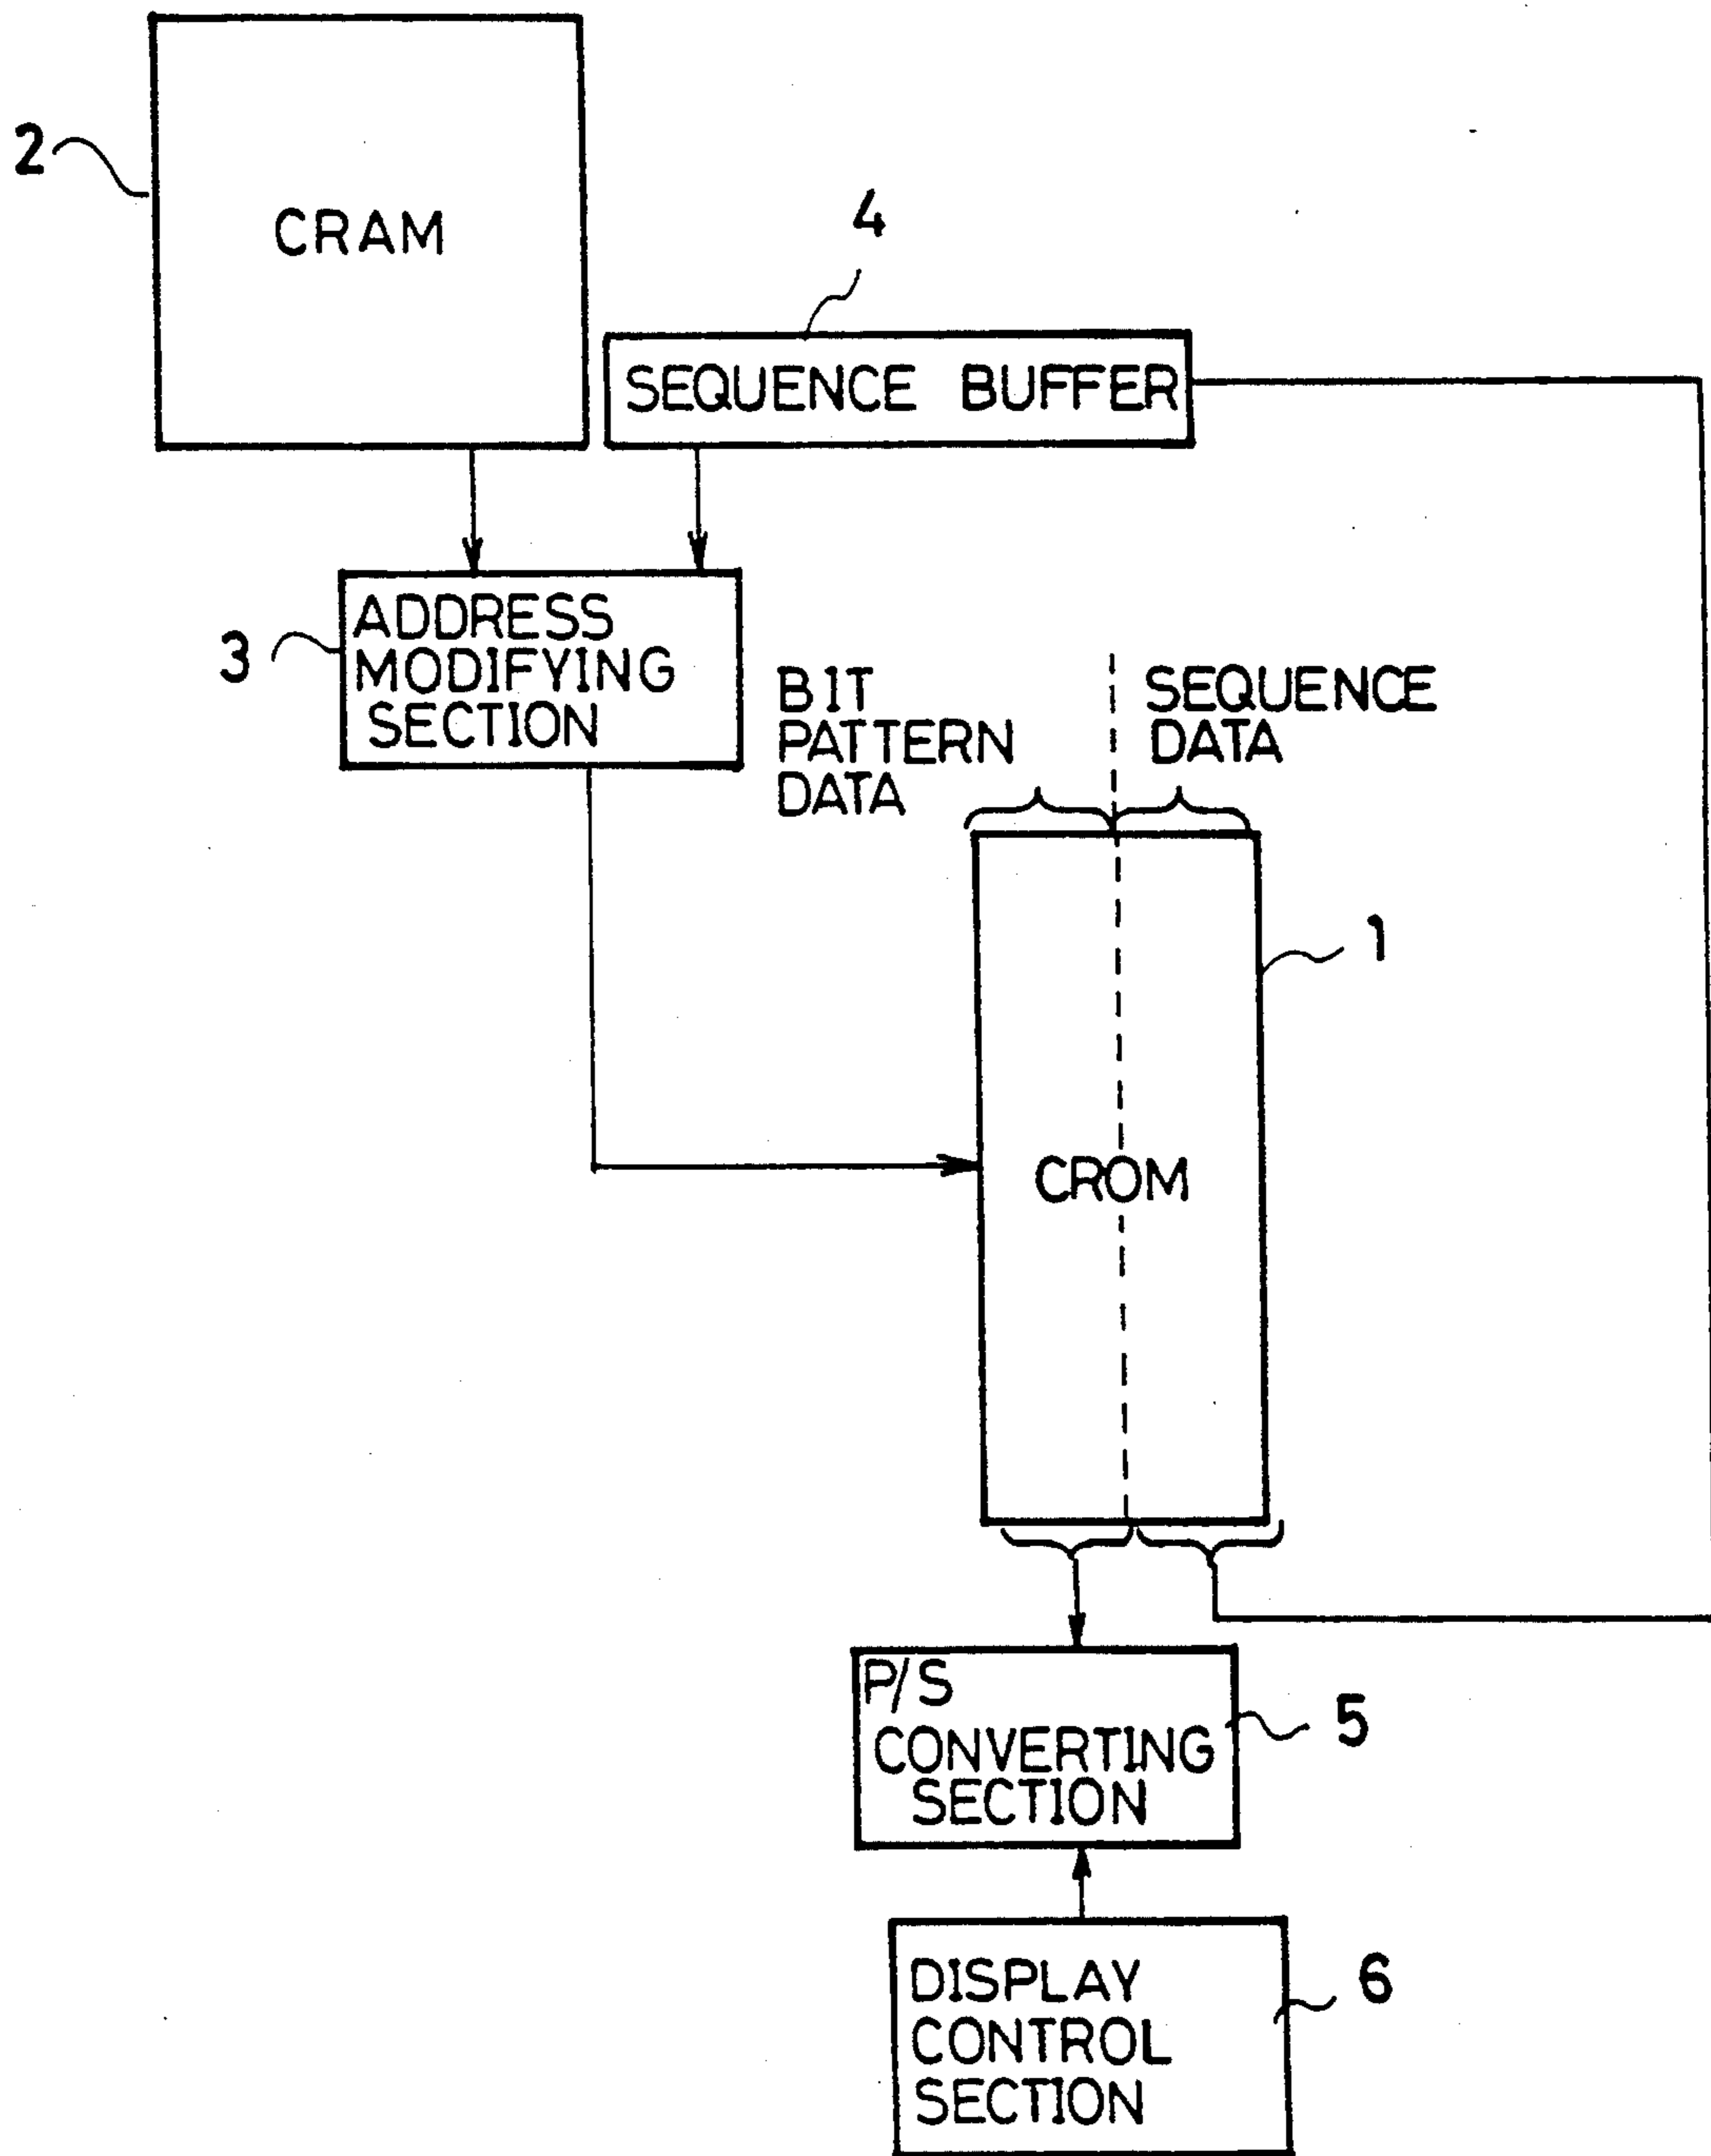 2
CRAM
4
SEQUENCE BUFFER
3
ADDRESS
MODIFYING
SECTION
BIT
PATTERN
DATA
SEQUENCE
DATA
1
CROM
P/S
CONVERTING
SECTION
5
DISPLAY
CONTROL
SECTION
6